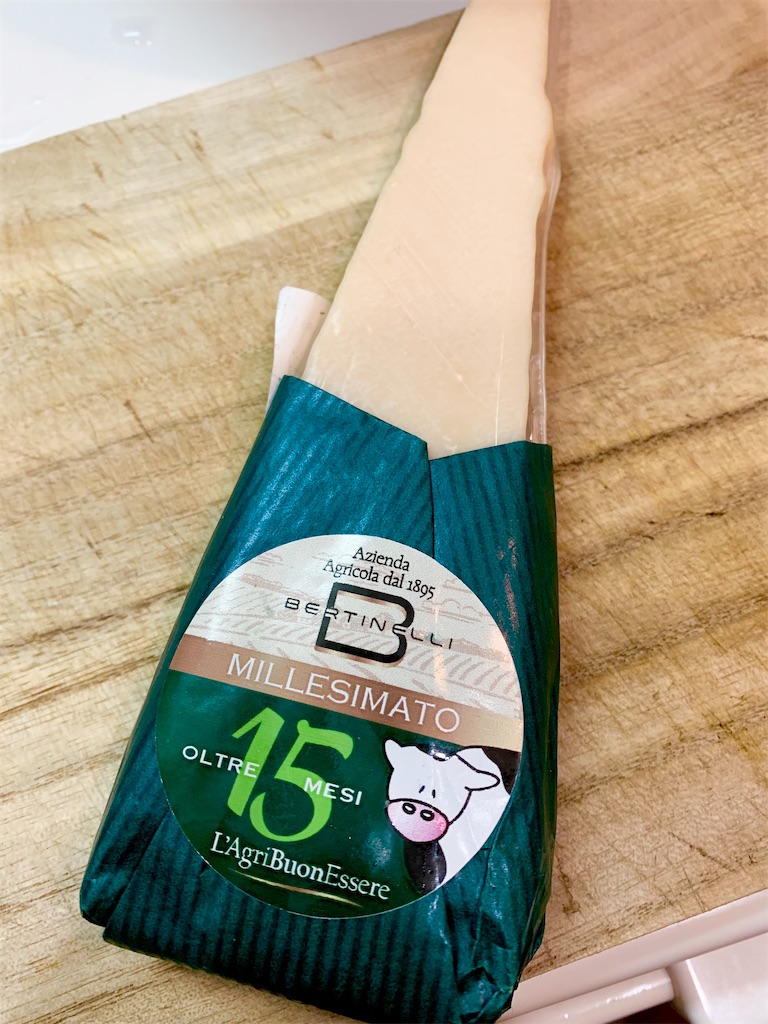 Azienda
Agricola dal 1895
B
BERTINELLI
MILLESIMATO
OLTRE 15 MESI
L'AgriBuonEssere